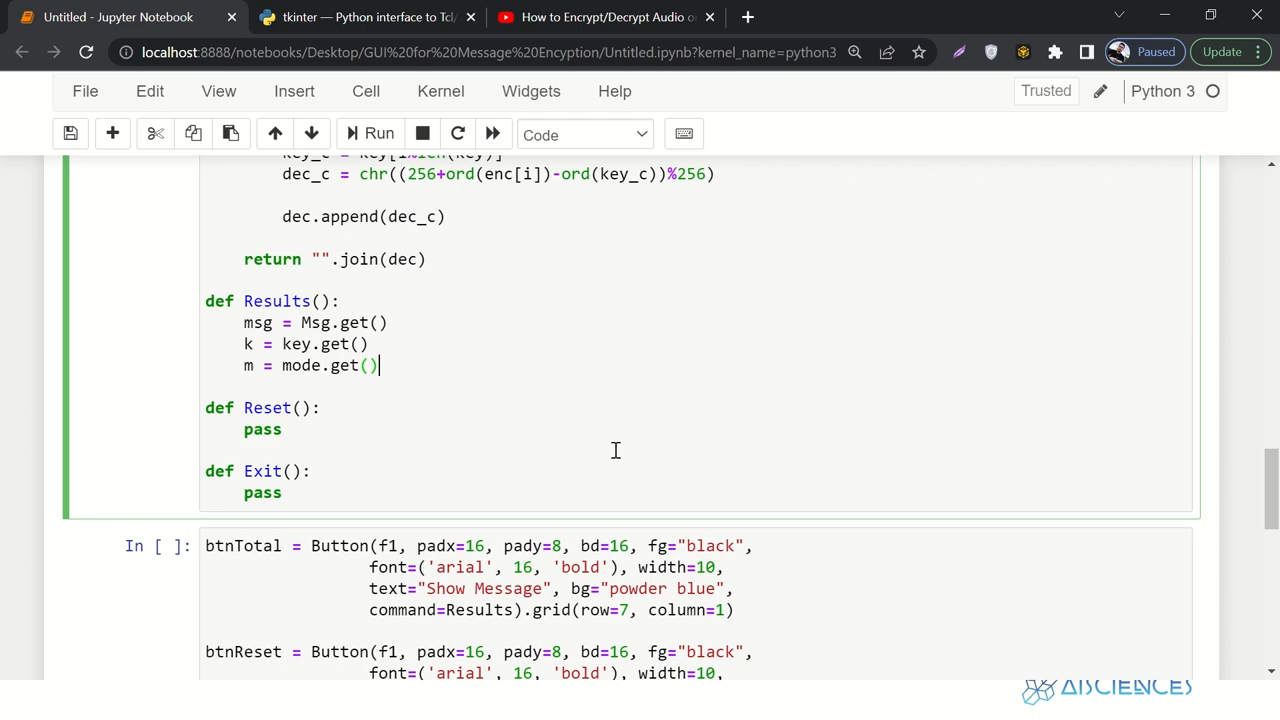 Untitled - Jupyter Notebook
tkinter — Python interface to Tcl/
How to Encrypt/Decrypt Audio o
localhost:8888/notebooks/Desktop/GUI%20for%20Message%20Encyption/Untitled.ipynb?kernel_name=python3
Paused
Update
File Edit View Insert Cell Kernel Widgets Help
Trusted
Python 3
Run
Code
key_c = key[i%len(key)]
dec_c = chr((256+ord(enc[i])-ord(key_c))%256)
dec.append(dec_c)
return "".join(dec)
def Results():
msg = Msg.get()
k = key.get()
m = mode.get()
def Reset():
pass
def Exit():
pass
In [ ]:
btnTotal = Button(f1, padx=16, pady=8, bd=16, fg="black",
font=('arial', 16, 'bold'), width=10,
text="Show Message", bg="powder blue",
command=Results).grid(row=7, column=1)
btnReset = Button(f1, padx=16, pady=8, bd=16, fg="black",
font=('arial', 16, 'bold'), width=10,
AISCIENCES